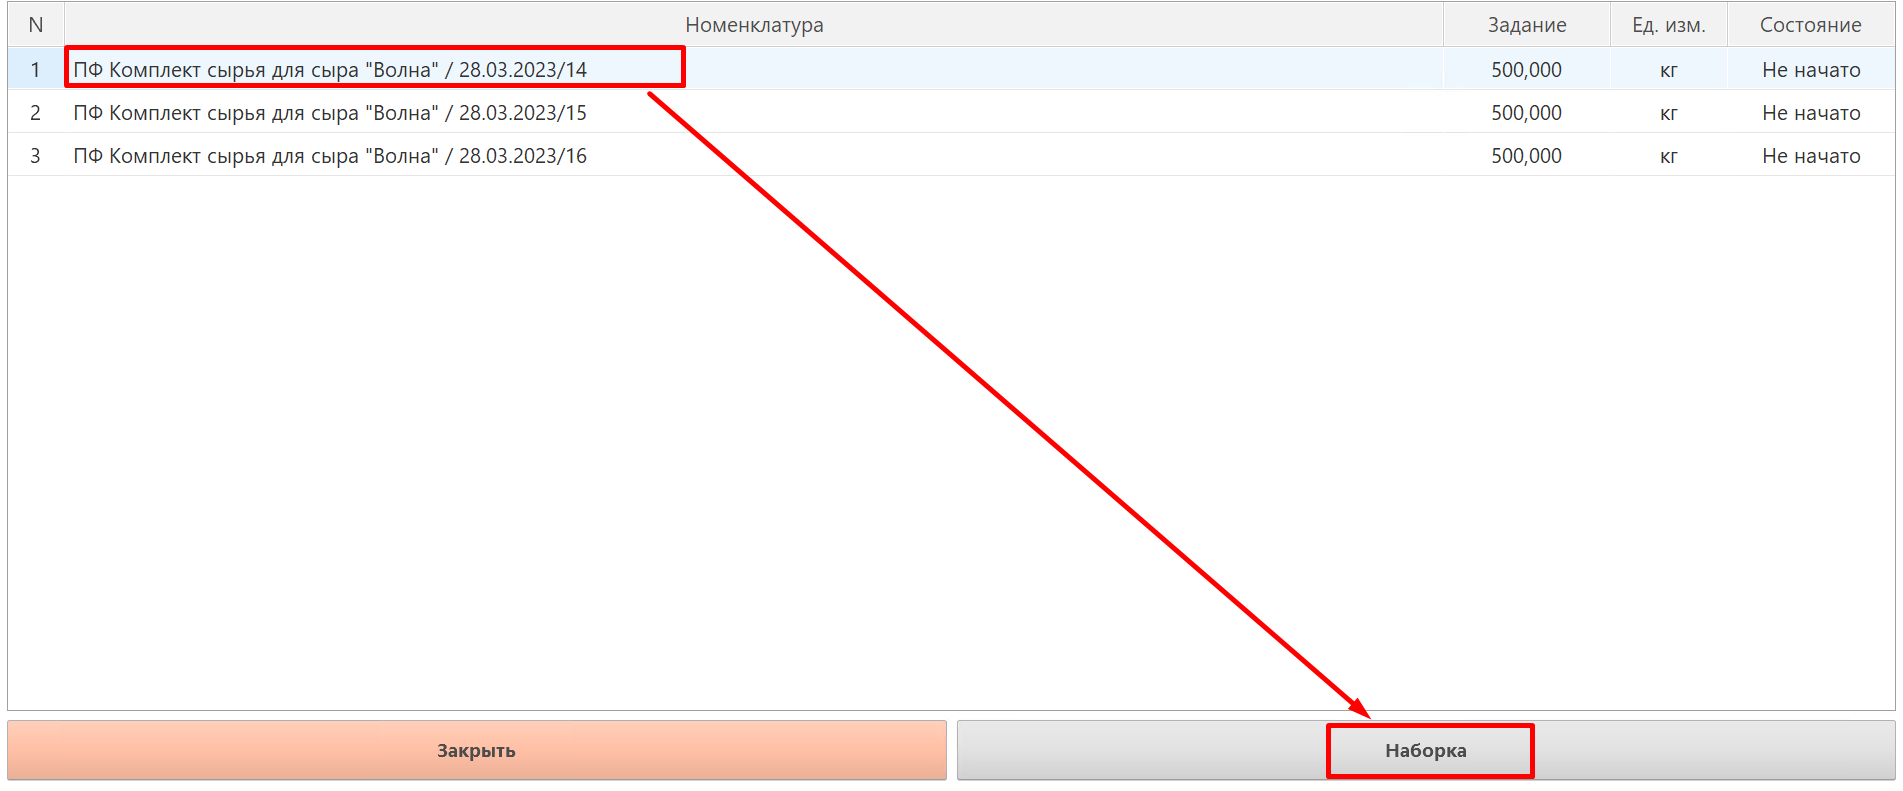 N Номенклатура Задание Ед. изм. Состояние
1 ПФ Комплект сырья для сыра "Волна" / 28.03.2023/14 500,000 кг Не начато
2 ПФ Комплект сырья для сыра "Волна" / 28.03.2023/15 500,000 кг Не начато
3 ПФ Комплект сырья для сыра "Волна" / 28.03.2023/16 500,000 кг Не начато
Закрыть Наборка